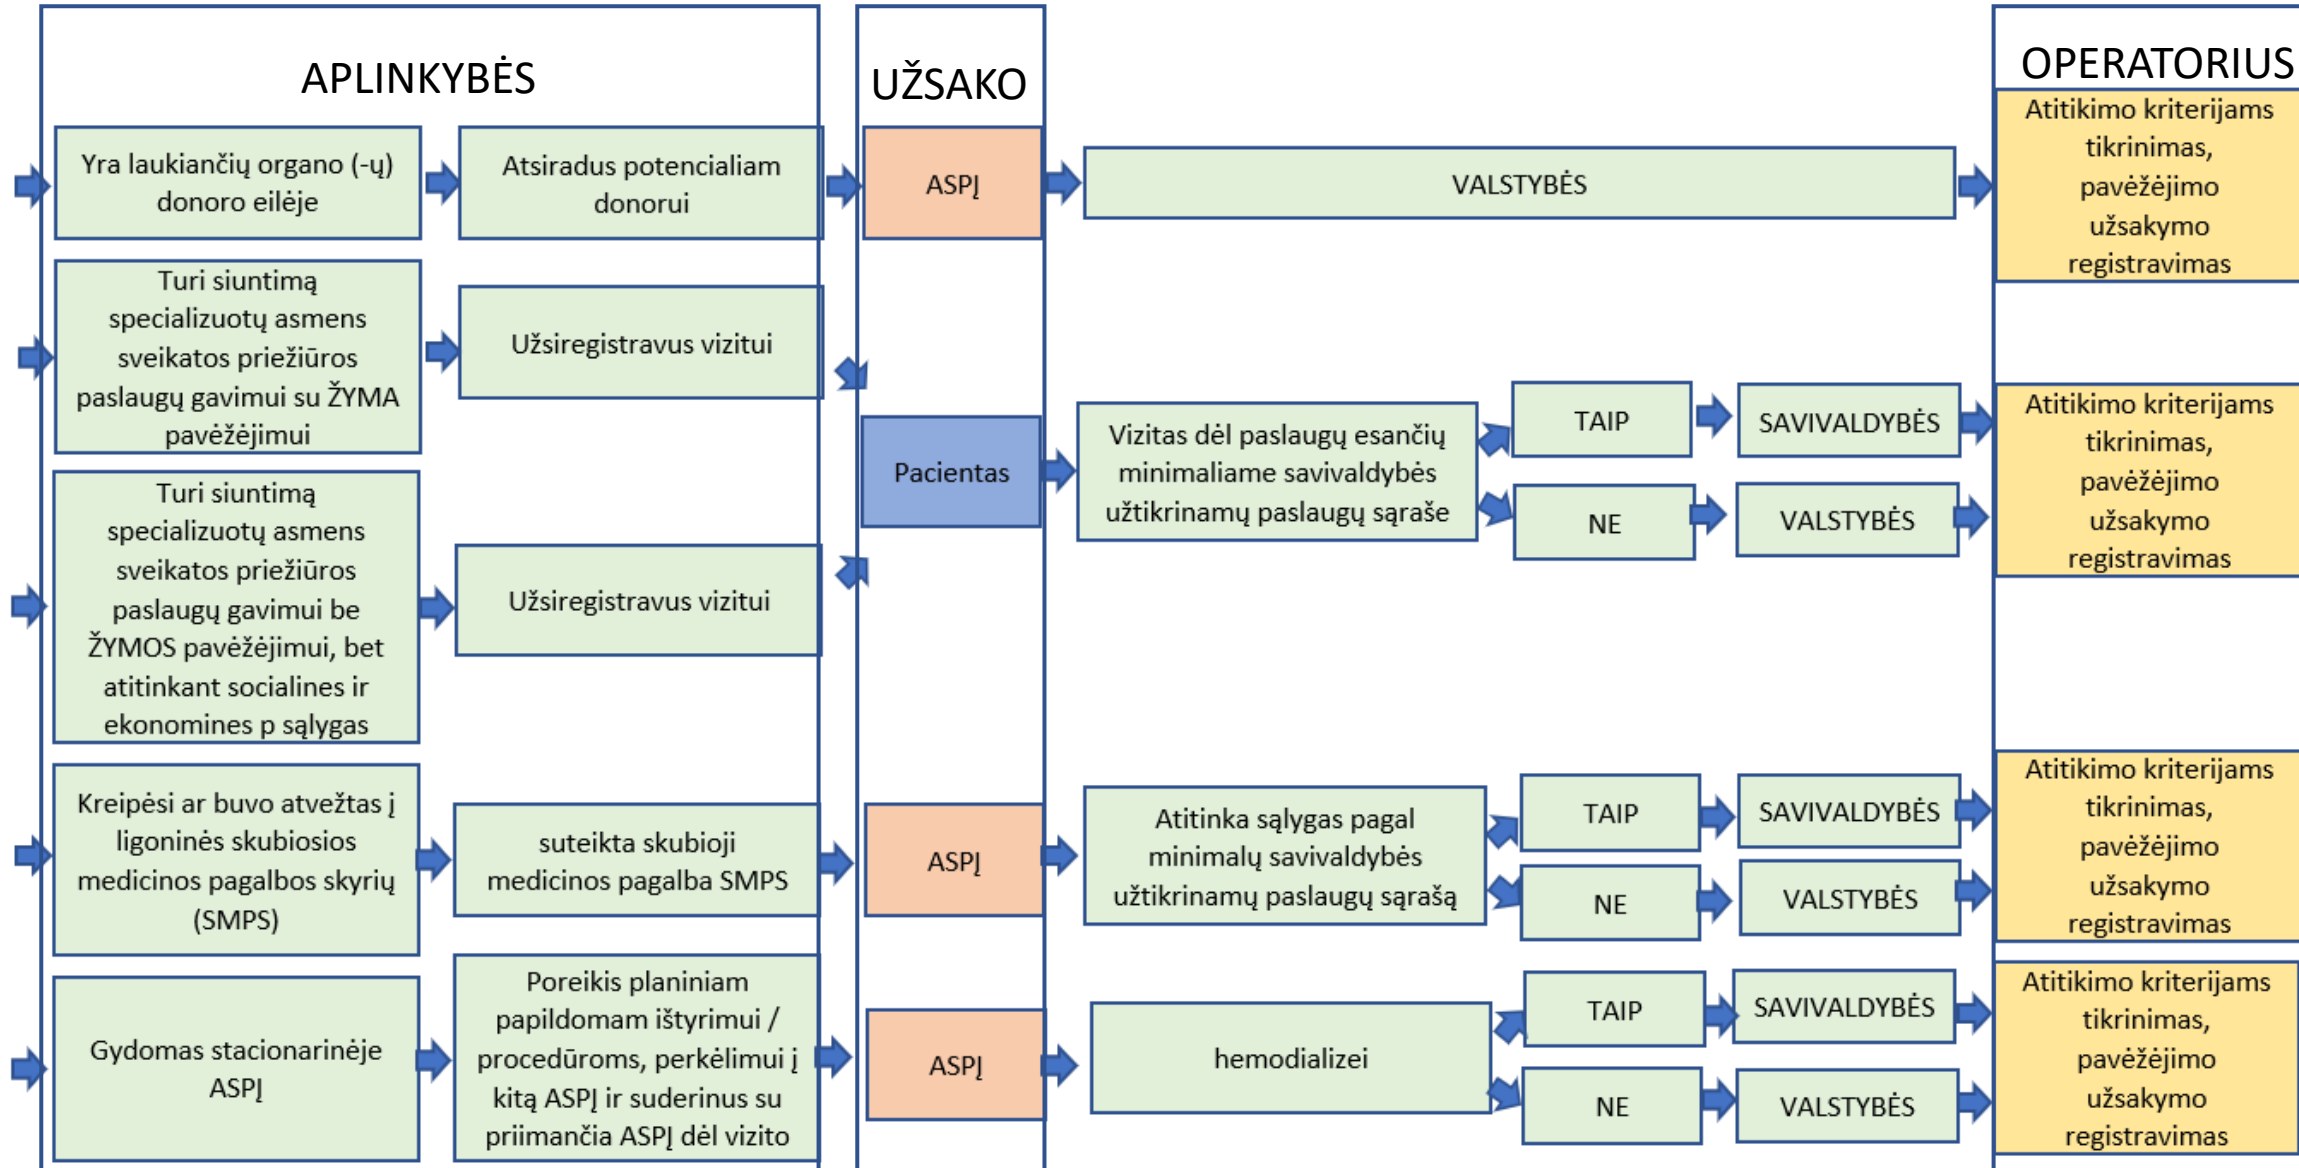 APLINKYBĖS
UŽSAKO
OPERATORIUS
Yra laukiančių organo (-ų)
donoro eilėje
Atsiradus potencialiam
donorui
ASPĮ
VALSTYBĖS
Atitikimo kriterijams
tikrinimas,
pavėžėjimo
užsakymo
registravimas
Turi siuntimą
specializuotų asmens
sveikatos priežiūros
paslaugų gavimui su ŽYMA
pavėžėjimui
Užsiregistravus vizitui
Turi siuntimą
specializuotų asmens
sveikatos priežiūros
paslaugų gavimui be
ŽYMOS pavėžėjimui, bet
atitinkant socialines ir
ekonomines p sąlygas
Užsiregistravus vizitui
Pacientas
Vizitas dėl paslaugų esančių
minimaliame savivaldybės
užtikrinamų paslaugų sąraše
TAIP
SAVIVALDYBĖS
NE
VALSTYBĖS
Atitikimo kriterijams
tikrinimas,
pavėžėjimo
užsakymo
registravimas
Kreipėsi ar buvo atvežtas į
ligoninės skubiosios
medicinos pagalbos skyrių
(SMPS)
suteikta skubioji
medicinos pagalba SMPS
ASPĮ
Atitinka sąlygas pagal
minimalų savivaldybės
užtikrinamų paslaugų sąrašą
TAIP
SAVIVALDYBĖS
NE
VALSTYBĖS
Atitikimo kriterijams
tikrinimas,
pavėžėjimo
užsakymo
registravimas
Gydomas stacionarinėje
ASPĮ
Poreikis planiniam
papildomam ištyrimui /
procedūroms, perkėlimui į
kitą ASPĮ ir suderinus su
priimančia ASPĮ dėl vizito
ASPĮ
hemodializei
TAIP
SAVIVALDYBĖS
NE
VALSTYBĖS
Atitikimo kriterijams
tikrinimas,
pavėžėjimo
užsakymo
registravimas